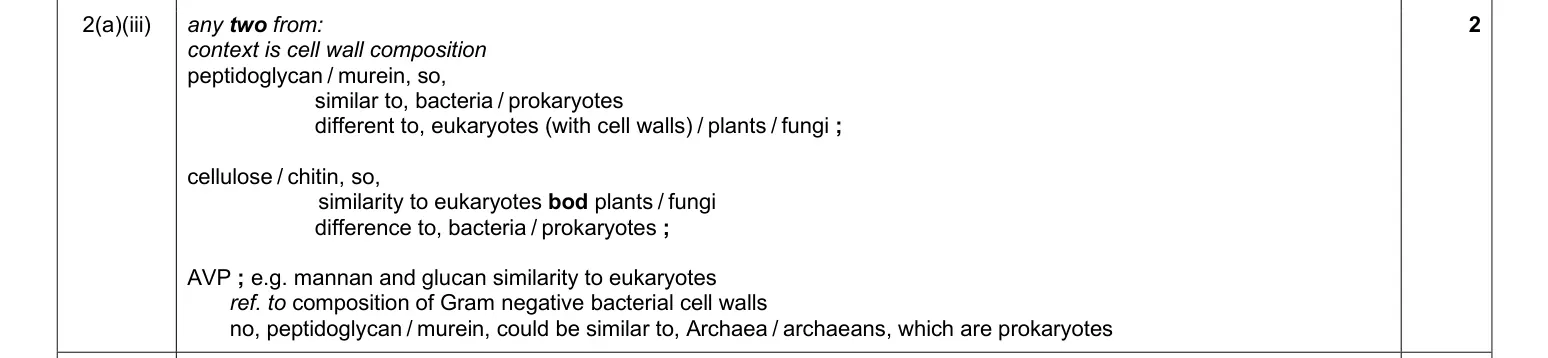 2(a)(iii) any two from: 2
context is cell wall composition
peptidoglycan / murein, so,
similar to, bacteria / prokaryotes
different to, eukaryotes (with cell walls) / plants / fungi ;
cellulose / chitin, so,
similarity to eukaryotes bod plants / fungi
difference to, bacteria / prokaryotes ;
AVP ; e.g. mannan and glucan similarity to eukaryotes
ref. to composition of Gram negative bacterial cell walls
no, peptidoglycan / murein, could be similar to, Archaea / archaeans, which are prokaryotes